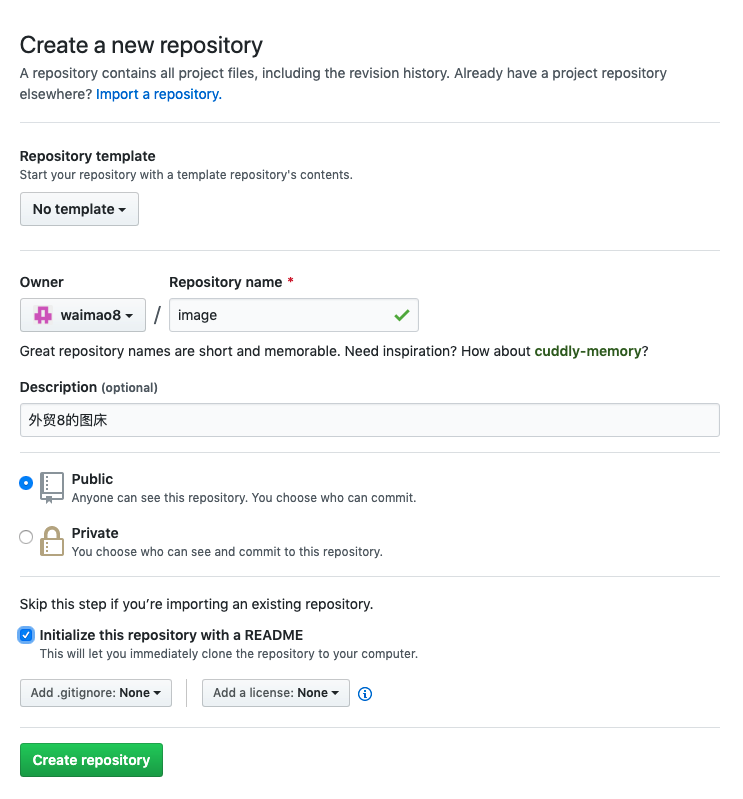 Create a new repository
A repository contains all project files, including the revision history. Already have a project repository
elsewhere? Import a repository.
Repository template
Start your repository with a template repository's contents.
No template
Owner
Repository name *
waimao8
/
image
Great repository names are short and memorable. Need inspiration? How about cuddly-memory?
Description (optional)
外贸8的图床
Public
Anyone can see this repository. You choose who can commit.
Private
You choose who can see and commit to this repository.
Skip this step if you’re importing an existing repository.
Initialize this repository with a README
This will let you immediately clone the repository to your computer.
Add .gitignore: None
Add a license: None
Create repository